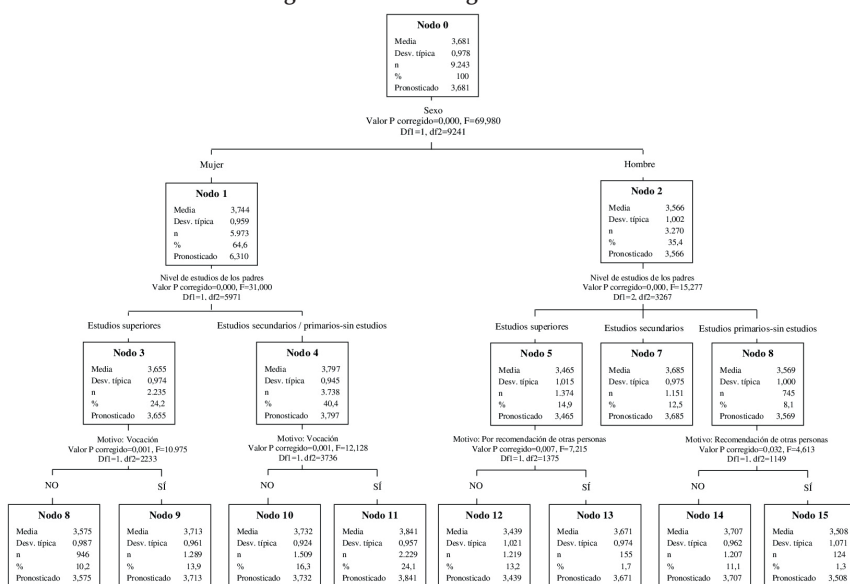 Nodo 0
Media 3,681
Desv. típica 0,978
n 9.243
% 100
Pronosticado 3,681
Sexo
Valor P corregido=0,000, F=69,980
Df1=1, df2=9241
Mujer
Hombre
Nodo 1
Media 3,744
Desv. típica 0,959
n 5.973
% 64,6
Pronosticado 6,310
Nodo 2
Media 3,566
Desv. típica 1,002
n 3.270
% 35,4
Pronosticado 3,566
Nivel de estudios de los padres
Valor P corregido=0,000, F=31,000
Df1=1, df2=5971
Nivel de estudios de los padres
Valor P corregido=0,000, F=15,277
Df1=2, df2=3267
Estudios superiores
Estudios secundarios / primarios-sin estudios
Estudios superiores
Estudios secundarios
Estudios primarios-sin estudios
Nodo 3
Media 3,655
Desv. típica 0,974
n 2.235
% 24,2
Pronosticado 3,655
Nodo 4
Media 3,797
Desv. típica 0,945
n 3.738
% 40,4
Pronosticado 3,797
Nodo 5
Media 3,465
Desv. típica 1,015
n 1.374
% 14,9
Pronosticado 3,465
Nodo 7
Media 3,685
Desv. típica 0,975
n 1.151
% 12,5
Pronosticado 3,685
Nodo 8
Media 3,569
Desv. típica 1,000
n 745
% 8,1
Pronosticado 3,569
Motivo: Vocación
Valor P corregido=0,001, F=10.975
Df1=1, df2=2233
Motivo: Vocación
Valor P corregido=0,001, F=12,128
Df1=1, df2=3736
Motivo: Por recomendación de otras personas
Valor P corregido=0,007, F=7,215
Df1=1, df2=1375
Motivo: Recomendación de otras personas
Valor P corregido=0,032, F=4,613
Df1=1, df2=1149
NO
SÍ
NO
SÍ
NO
SÍ
NO
SÍ
Nodo 8
Media 3,575
Desv. típica 0,987
n 946
% 10,2
Pronosticado 3,575
Nodo 9
Media 3,713
Desv. típica 0,961
n 1.289
% 13,9
Pronosticado 3,713
Nodo 10
Media 3,732
Desv. típica 0,924
n 1.509
% 16,3
Pronosticado 3,732
Nodo 11
Media 3,841
Desv. típica 0,957
n 2.229
% 24,1
Pronosticado 3,841
Nodo 12
Media 3,439
Desv. típica 1,021
n 1.219
% 13,2
Pronosticado 3,439
Nodo 13
Media 3,671
Desv. típica 0,974
n 155
% 1,7
Pronosticado 3,671
Nodo 14
Media 3,707
Desv. típica 0,962
n 1.207
% 11,1
Pronosticado 3,707
Nodo 15
Media 3,508
Desv. típica 1,071
n 124
% 1,3
Pronosticado 3,508